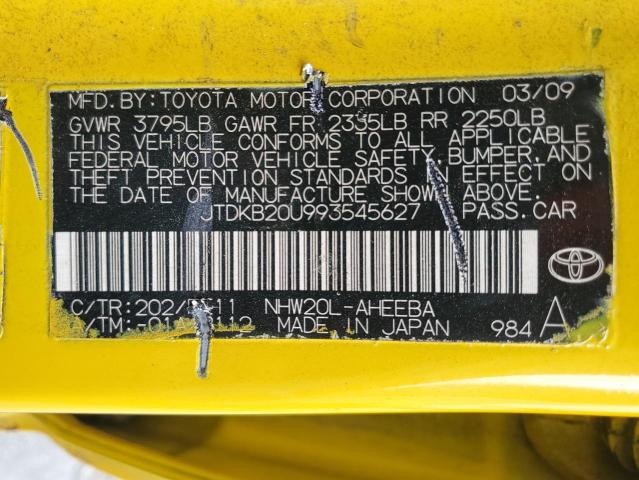 MFD. BY: TOYOTA MOTOR CORPORATION 03/09
GVWR 3795LB GAWR FR 2335LB RR 2250LB
THIS VEHICLE CONFORMS TO ALL APPLICABLE
FEDERAL MOTOR VEHICLE SAFETY, BUMPER, AND
THEFT PREVENTION STANDARDS IN EFFECT ON
THE DATE OF MANUFACTURE SHOWN ABOVE.
JTDKB20U993545627 PASS. CAR
NHW20L-AHEEBA
MADE IN JAPAN 984 A